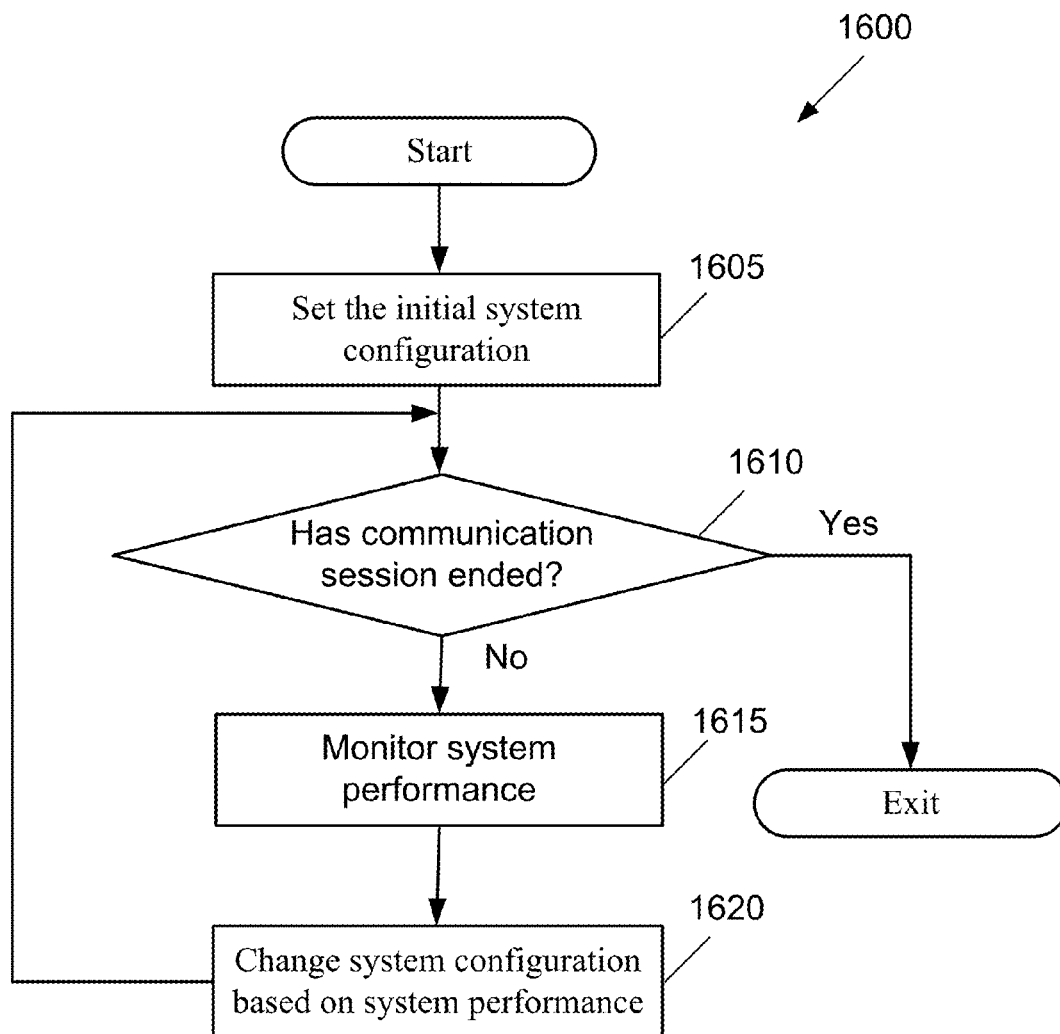 1600
Start
1605
Set the initial system
configuration
1610
Has communication
session ended?
Yes
No
1615
Monitor system
performance
Exit
1620
Change system configuration
based on system performance